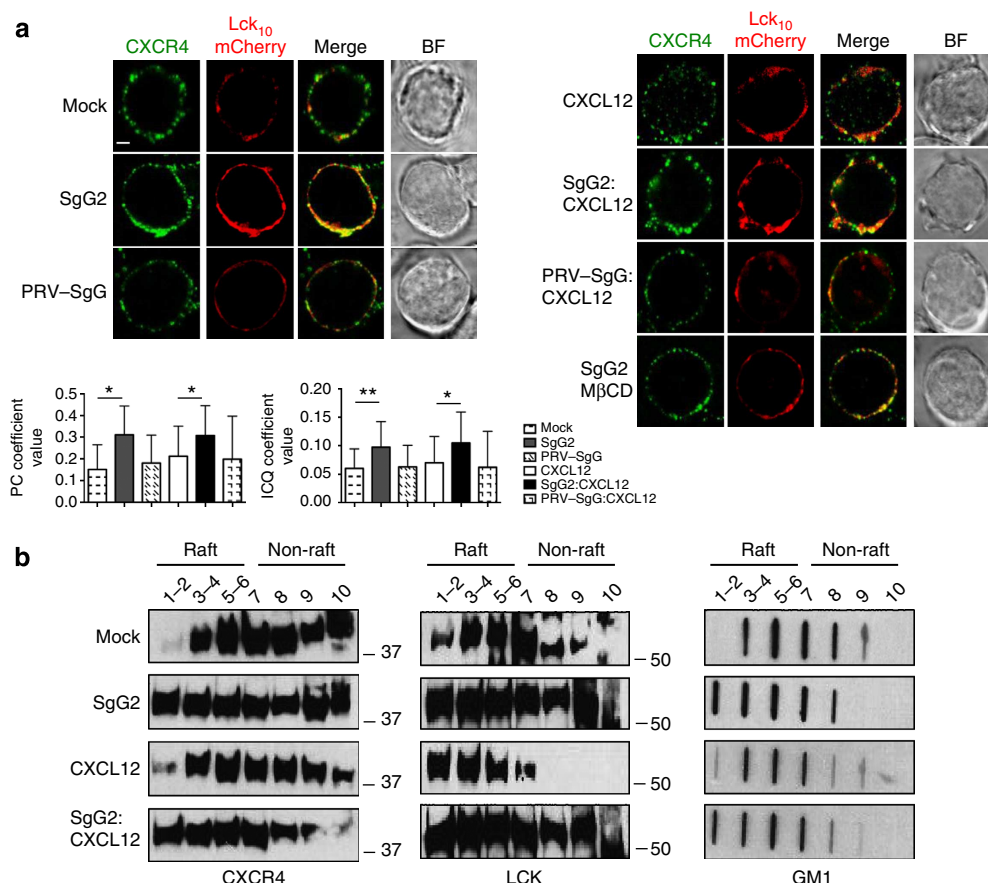 a
CXCR4
Lck10
mCherry
Merge
BF
Mock
SgG2
PRV–SgG
CXCR4
Lck10
mCherry
Merge
BF
CXCL12
SgG2:
CXCL12
PRV–SgG:
CXCL12
SgG2
MβCD
PC coefficient
value
0.5
0.4
0.3
0.2
0.1
0.0
*
*
ICQ coefficient
value
0.20
0.15
0.10
0.05
0.00
**
*
Mock
SgG2
PRV–SgG
CXCL12
SgG2:CXCL12
PRV–SgG:CXCL12
b
Raft Non-raft
1–2 3–4 5–6 7 8 9 10
Raft Non-raft
1–2 3–4 5–6 7 8 9 10
Raft Non-raft
1–2 3–4 5–6 7 8 9 10
Mock
– 37
– 50
SgG2
– 37
– 50
CXCL12
– 37
– 50
SgG2:
CXCL12
– 37
– 50
CXCR4
LCK
GM1